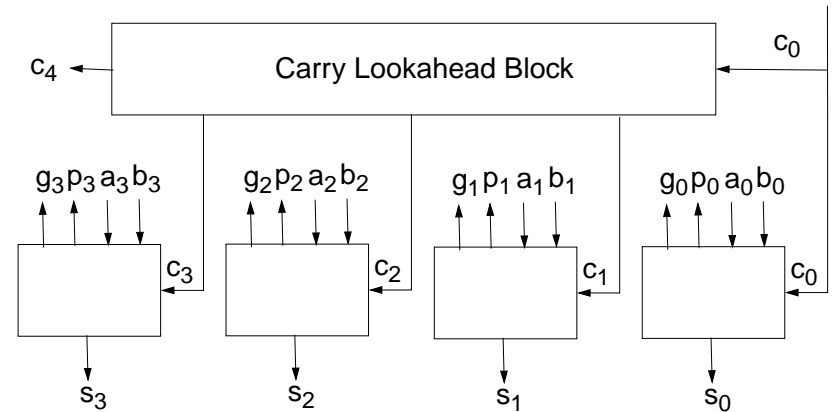 c₀
c₄ Carry Lookahead Block
g₃ p₃ a₃ b₃ g₂ p₂ a₂ b₂ g₁ p₁ a₁ b₁ g₀ p₀ a₀ b₀
c₃ c₂ c₁ c₀
s₃ s₂ s₁ s₀